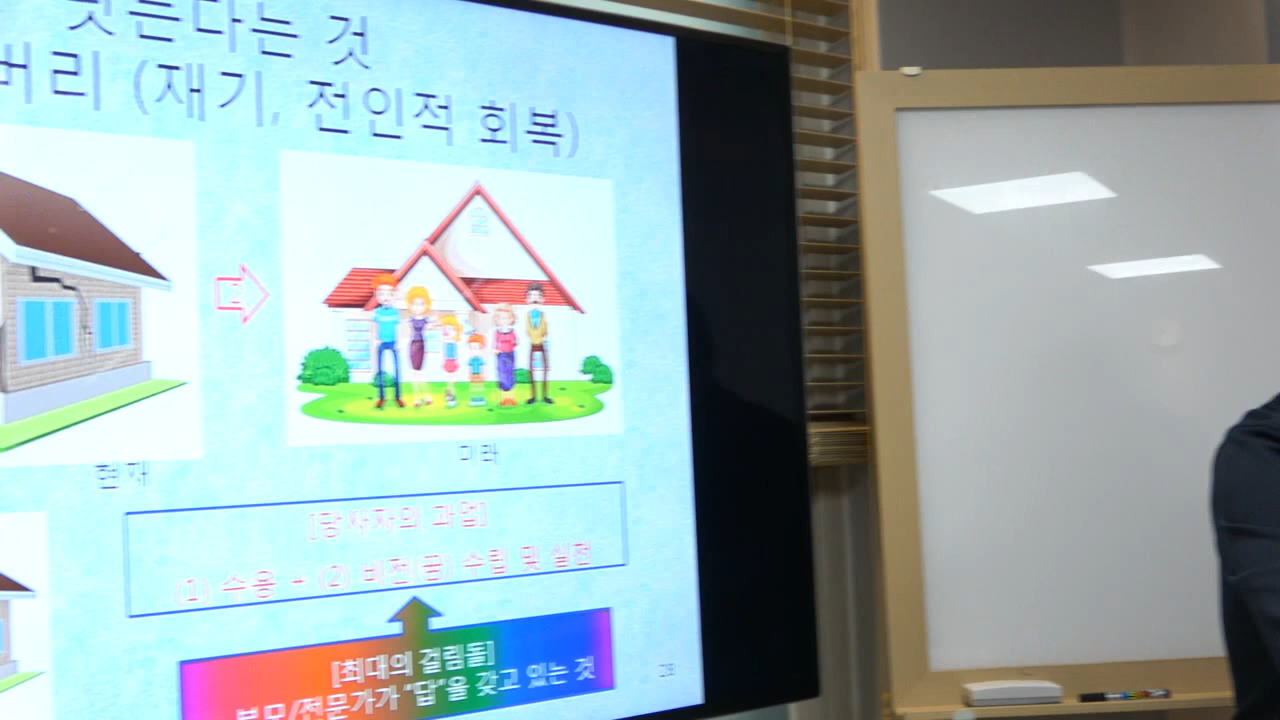 짓는다는 것
버리 (재기, 전인적 회복)
현재
미래
[당사자의 과업]
(1) 수용 + (2) 비전(꿈) 수립 및 실천
[최대의 걸림돌]
부모/전문가가 "답"을 갖고 있는 것
28